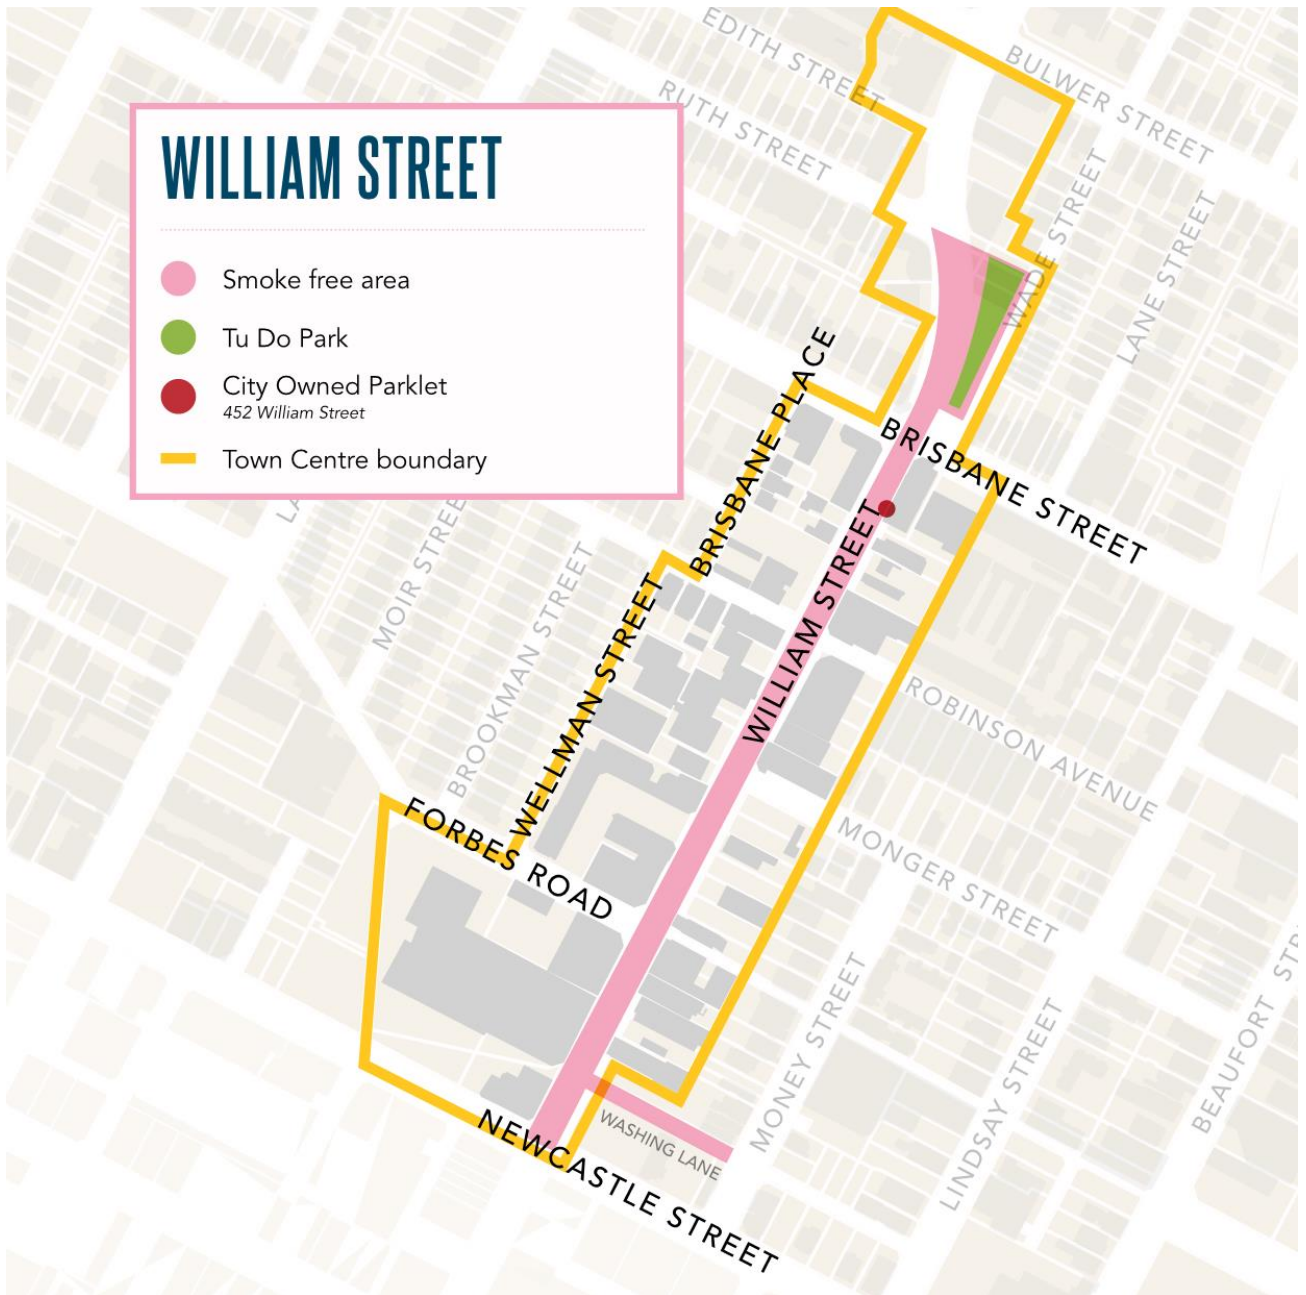 WILLIAM STREET
Smoke free area
Tu Do Park
City Owned Parklet
452 William Street
Town Centre boundary
EDITH STREET
BULWER STREET
RUTH STREET
WADE STREET
LANE STREET
BRISBANE PLACE
BRISBANE STREET
MOIR STREE
BROOKMAN STREET
WELLMAN STREET
WILLIAM STREET
ROBINSON AVENUE
FORBES ROAD
MONGER STREET
MONEY STREET
LINDSAY STREET
BEAUFORT STR
WASHING LANE
NEWCASTLE STREET